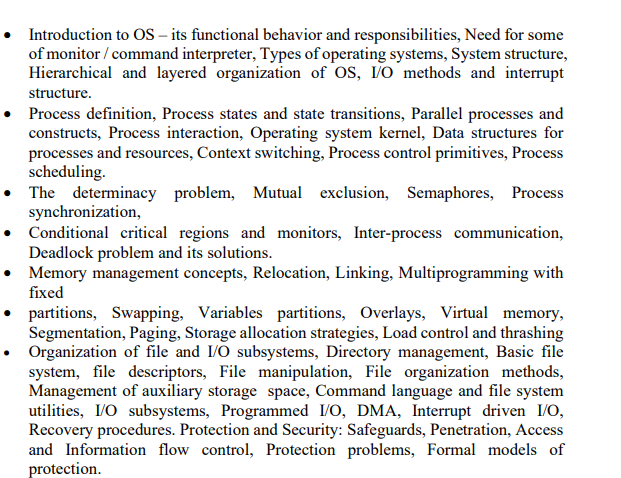 • Introduction to OS – its functional behavior and responsibilities, Need for some
of monitor / command interpreter, Types of operating systems, System structure,
Hierarchical and layered organization of OS, I/O methods and interrupt
structure.
• Process definition, Process states and state transitions, Parallel processes and
constructs, Process interaction, Operating system kernel, Data structures for
processes and resources, Context switching, Process control primitives, Process
scheduling.
• The determinacy problem, Mutual exclusion, Semaphores, Process
synchronization,
• Conditional critical regions and monitors, Inter-process communication,
Deadlock problem and its solutions.
• Memory management concepts, Relocation, Linking, Multiprogramming with
fixed
• partitions, Swapping, Variables partitions, Overlays, Virtual memory,
Segmentation, Paging, Storage allocation strategies, Load control and thrashing
• Organization of file and I/O subsystems, Directory management, Basic file
system, file descriptors, File manipulation, File organization methods,
Management of auxiliary storage space, Command language and file system
utilities, I/O subsystems, Programmed I/O, DMA, Interrupt driven I/O,
Recovery procedures. Protection and Security: Safeguards, Penetration, Access
and Information flow control, Protection problems, Formal models of
protection.